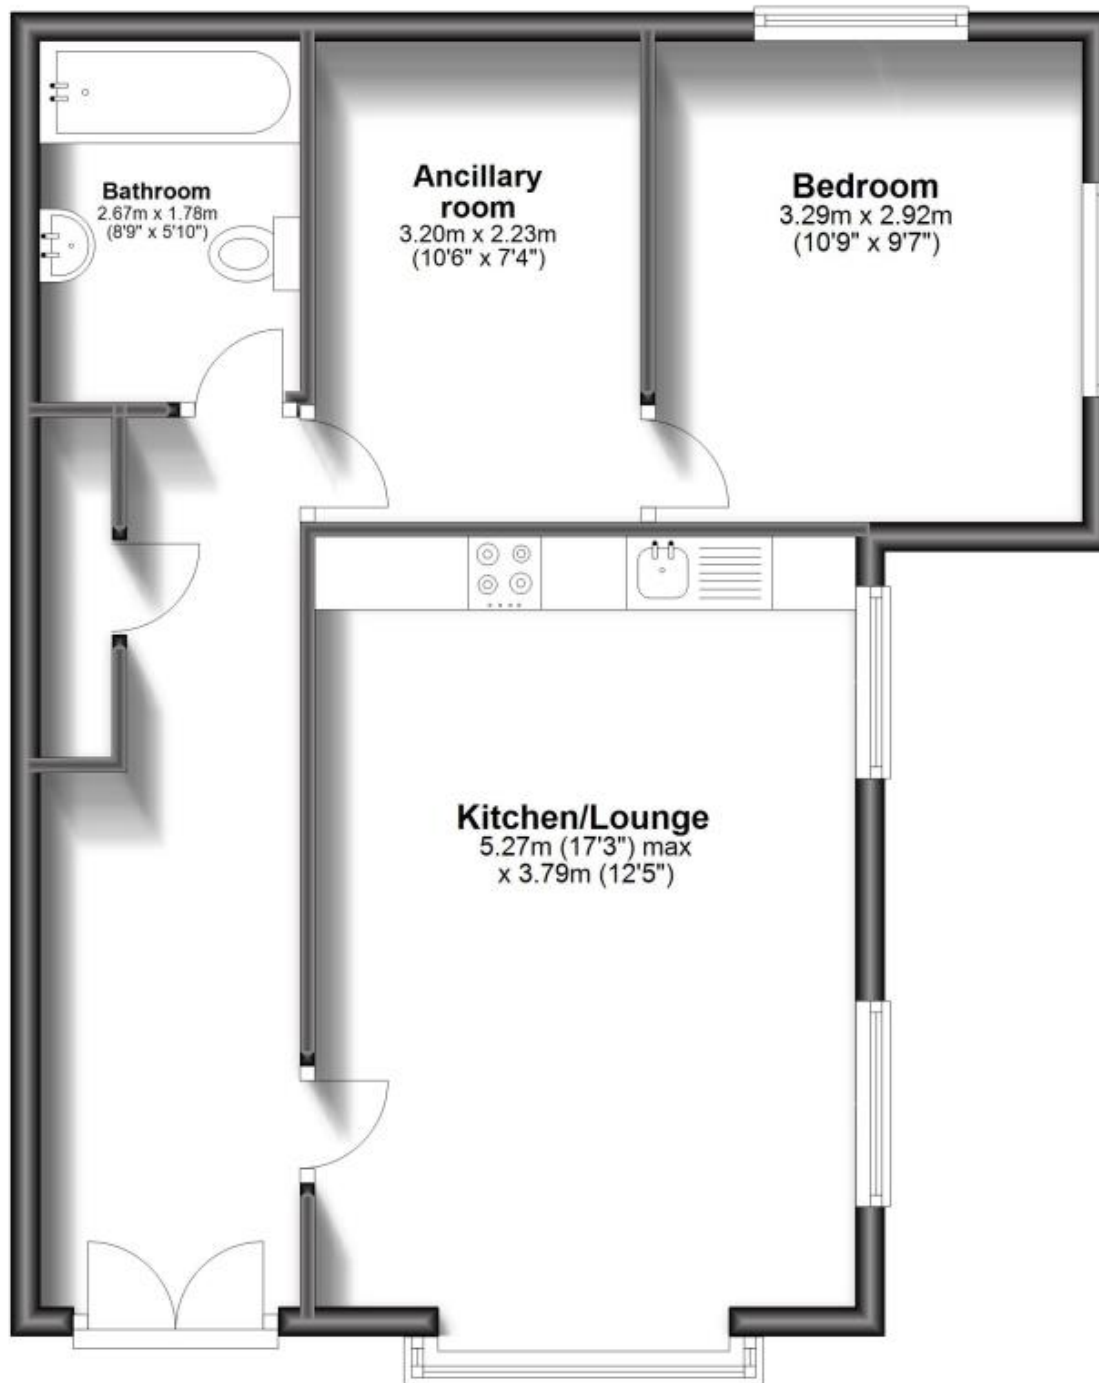 Bathroom
2.67m x 1.78m
(8'9" x 5'10")
Ancillary
room
3.20m x 2.23m
(10'6" x 7'4")
Bedroom
3.29m x 2.92m
(10'9" x 9'7")
Kitchen/Lounge
5.27m (17'3") max
x 3.79m (12'5")